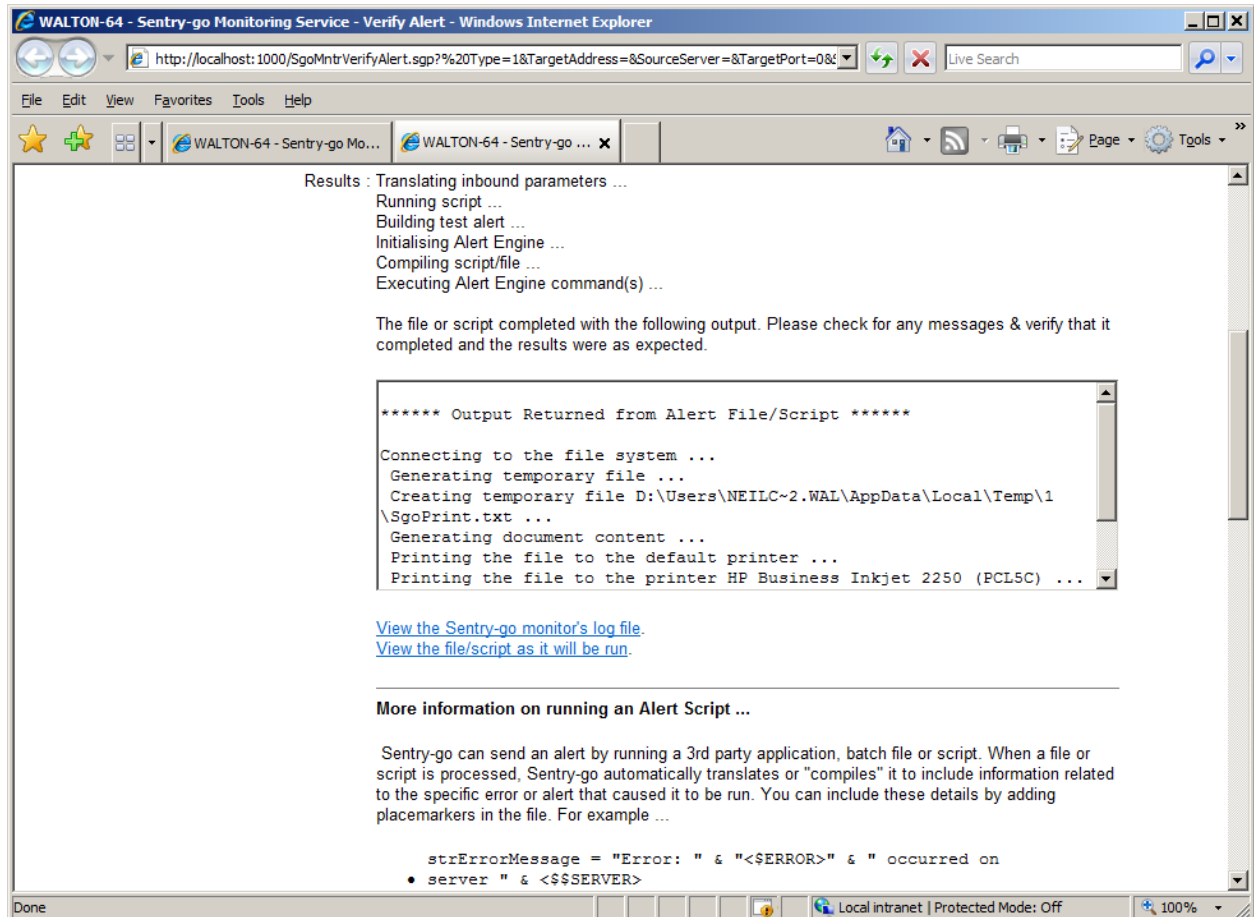 WALTON-64 - Sentry-go Monitoring Service - Verify Alert - Windows Internet Explorer
http://localhost:1000/SgoMntrVerifyAlert.sgp?%20Type=1&TargetAddress=&SourceServer=&TargetPort=0&
Live Search
File Edit View Favorites Tools Help
WALTON-64 - Sentry-go Mo...
WALTON-64 - Sentry-go ...
Page
Tools
»
Results : Translating inbound parameters ...
Running script ...
Building test alert ...
Initialising Alert Engine ...
Compiling script/file ...
Executing Alert Engine command(s) ...
The file or script completed with the following output. Please check for any messages & verify that it
completed and the results were as expected.
****** Output Returned from Alert File/Script ******
Connecting to the file system ...
Generating temporary file ...
Creating temporary file D:\Users\NEILC~2.WAL\AppData\Local\Temp\1
\SgoPrint.txt ...
Generating document content ...
Printing the file to the default printer ...
Printing the file to the printer HP Business Inkjet 2250 (PCL5C) ...
View the Sentry-go monitor's log file.
View the file/script as it will be run.
More information on running an Alert Script ...
Sentry-go can send an alert by running a 3rd party application, batch file or script. When a file or
script is processed, Sentry-go automatically translates or "compiles" it to include information related
to the specific error or alert that caused it to be run. You can include these details by adding
placemarkers in the file. For example ...
strErrorMessage = "Error: " & "<$ERROR>" & " occurred on
• server " & <$$SERVER>
Done
Local intranet | Protected Mode: Off
100%